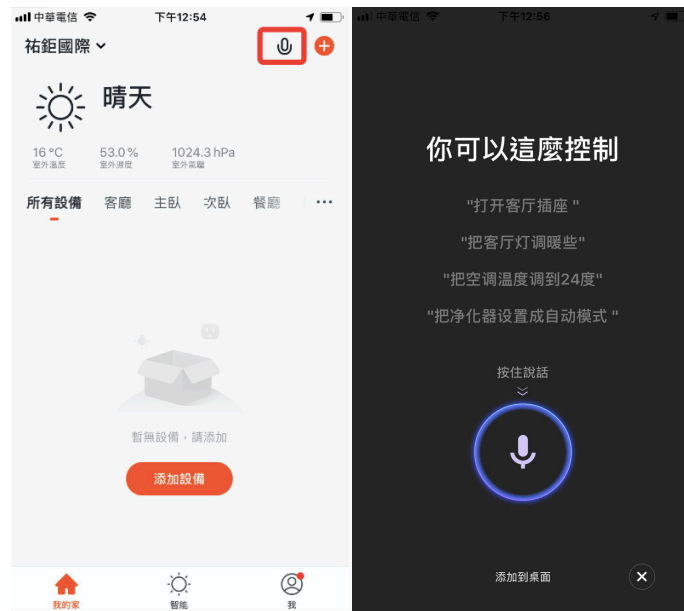 中華電信
下午12:54
祐鉅國際
晴天
16 °C
53.0 %
1024.3 hPa
室外溫度
室外濕度
室外氣壓
所有設備
客廳
主臥
次臥
餐廳
暫無設備，請添加
添加設備
我的家
智能
我
中華電信
下午12:56
你可以這麼控制
"打开客厅插座 "
"把客厅灯调暖些"
"把空调温度调到24度"
"把净化器设置成自动模式 "
按住說話
添加到桌面